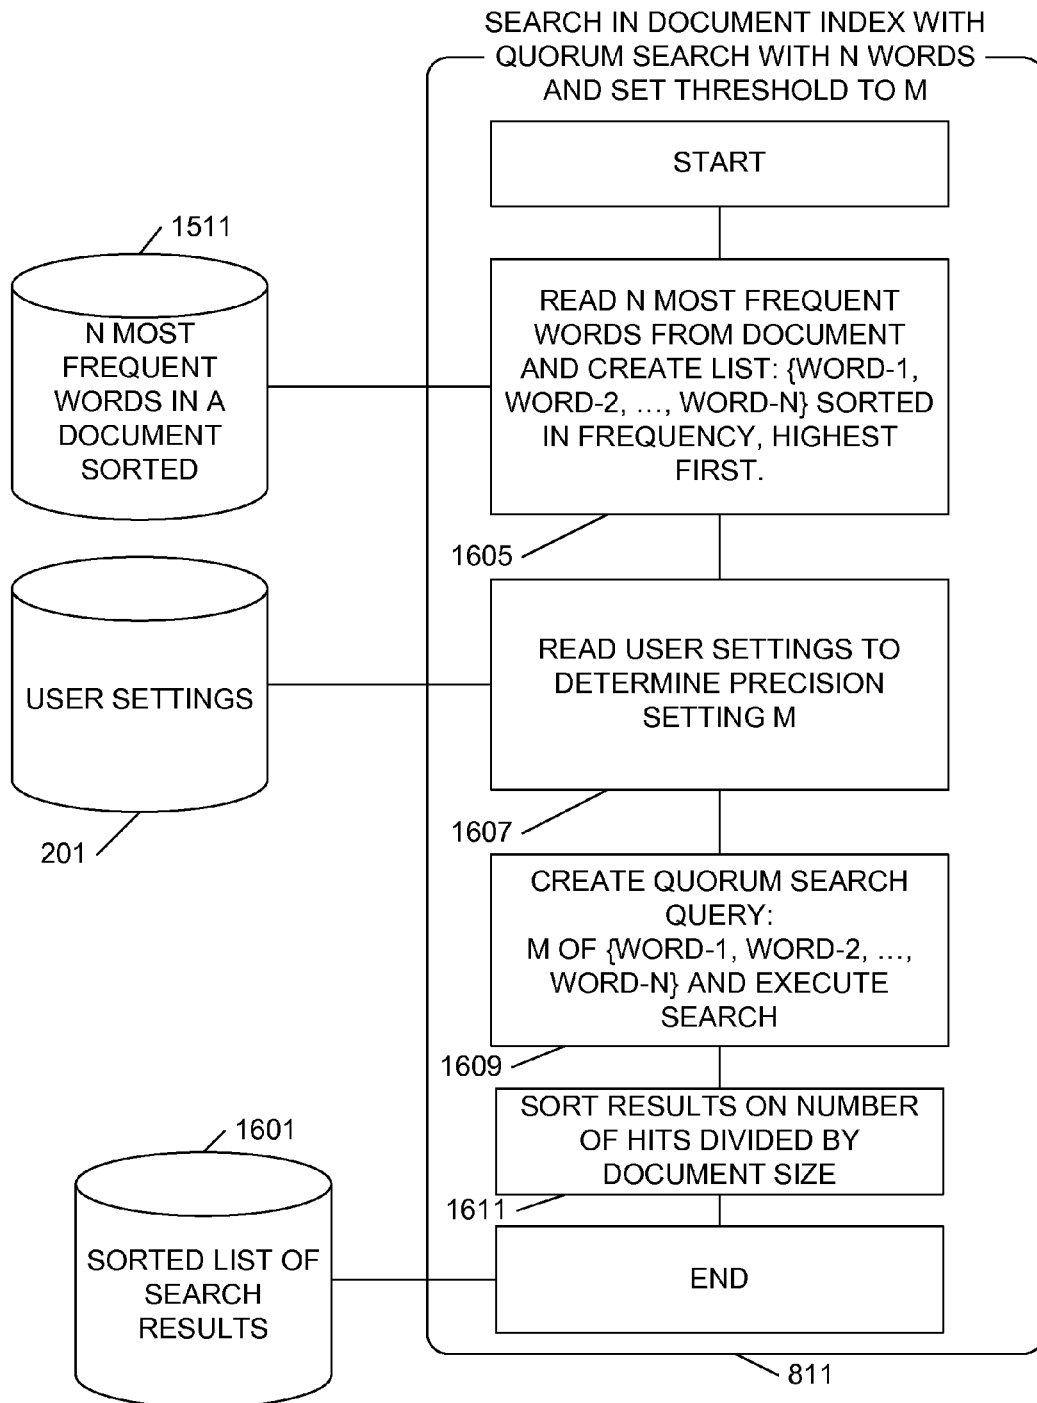 SEARCH IN DOCUMENT INDEX WITH
QUORUM SEARCH WITH N WORDS
AND SET THRESHOLD TO M
START
1511
N MOST
FREQUENT
WORDS IN A
DOCUMENT
SORTED
READ N MOST FREQUENT
WORDS FROM DOCUMENT
AND CREATE LIST: {WORD-1,
WORD-2, ..., WORD-N} SORTED
IN FREQUENCY, HIGHEST
FIRST.
1605
USER SETTINGS
201
READ USER SETTINGS TO
DETERMINE PRECISION
SETTING M
1607
CREATE QUORUM SEARCH
QUERY:
M OF {WORD-1, WORD-2, ...,
WORD-N} AND EXECUTE
SEARCH
1609
SORT RESULTS ON NUMBER
OF HITS DIVIDED BY
DOCUMENT SIZE
1611
1601
SORTED LIST OF
SEARCH
RESULTS
END
811